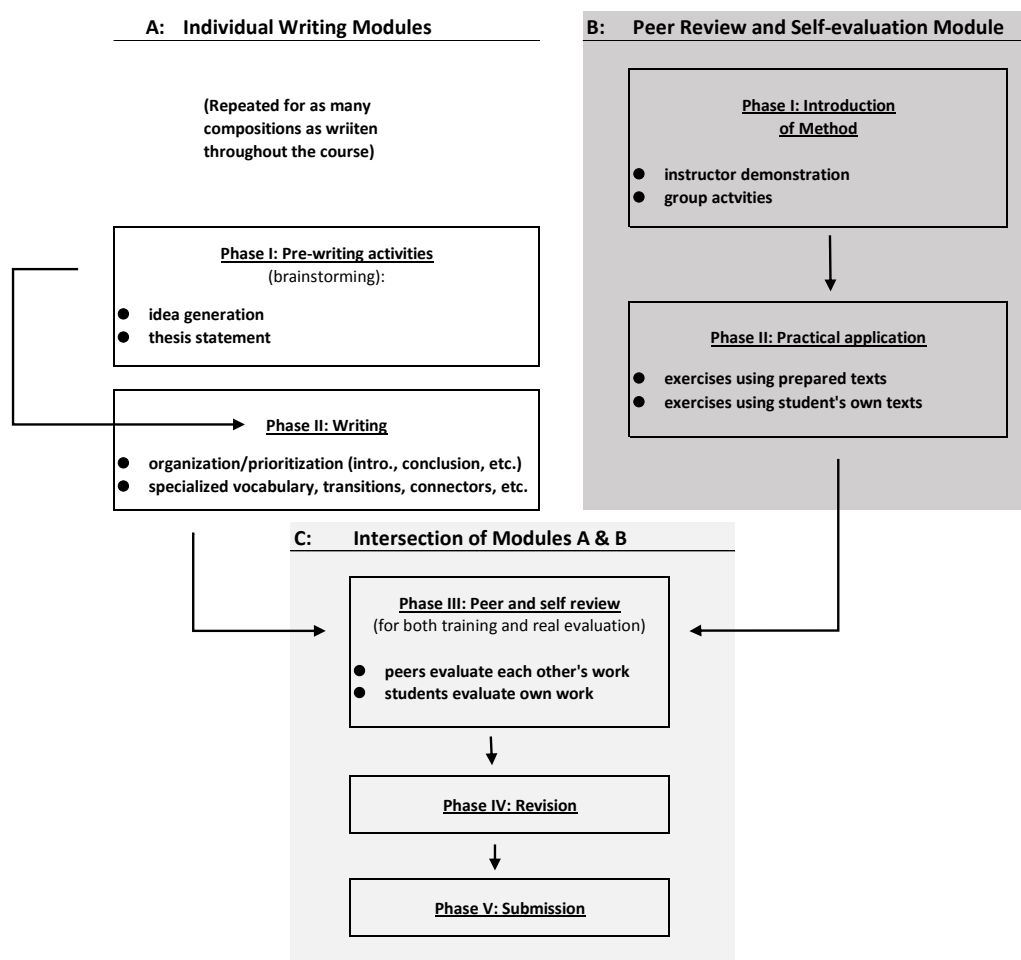 A: Individual Writing Modules
(Repeated for as many
compositions as wriiten
throughout the course)
Phase I: Pre-writing activities
(brainstorming):
● idea generation
● thesis statement
Phase II: Writing
● organization/prioritization (intro., conclusion, etc.)
● specialized vocabulary, transitions, connectors, etc.
B: Peer Review and Self-evaluation Module
Phase I: Introduction
of Method
● instructor demonstration
● group actvities
Phase II: Practical application
● exercises using prepared texts
● exercises using student's own texts
C: Intersection of Modules A & B
Phase III: Peer and self review
(for both training and real evaluation)
● peers evaluate each other's work
● students evaluate own work
Phase IV: Revision
Phase V: Submission